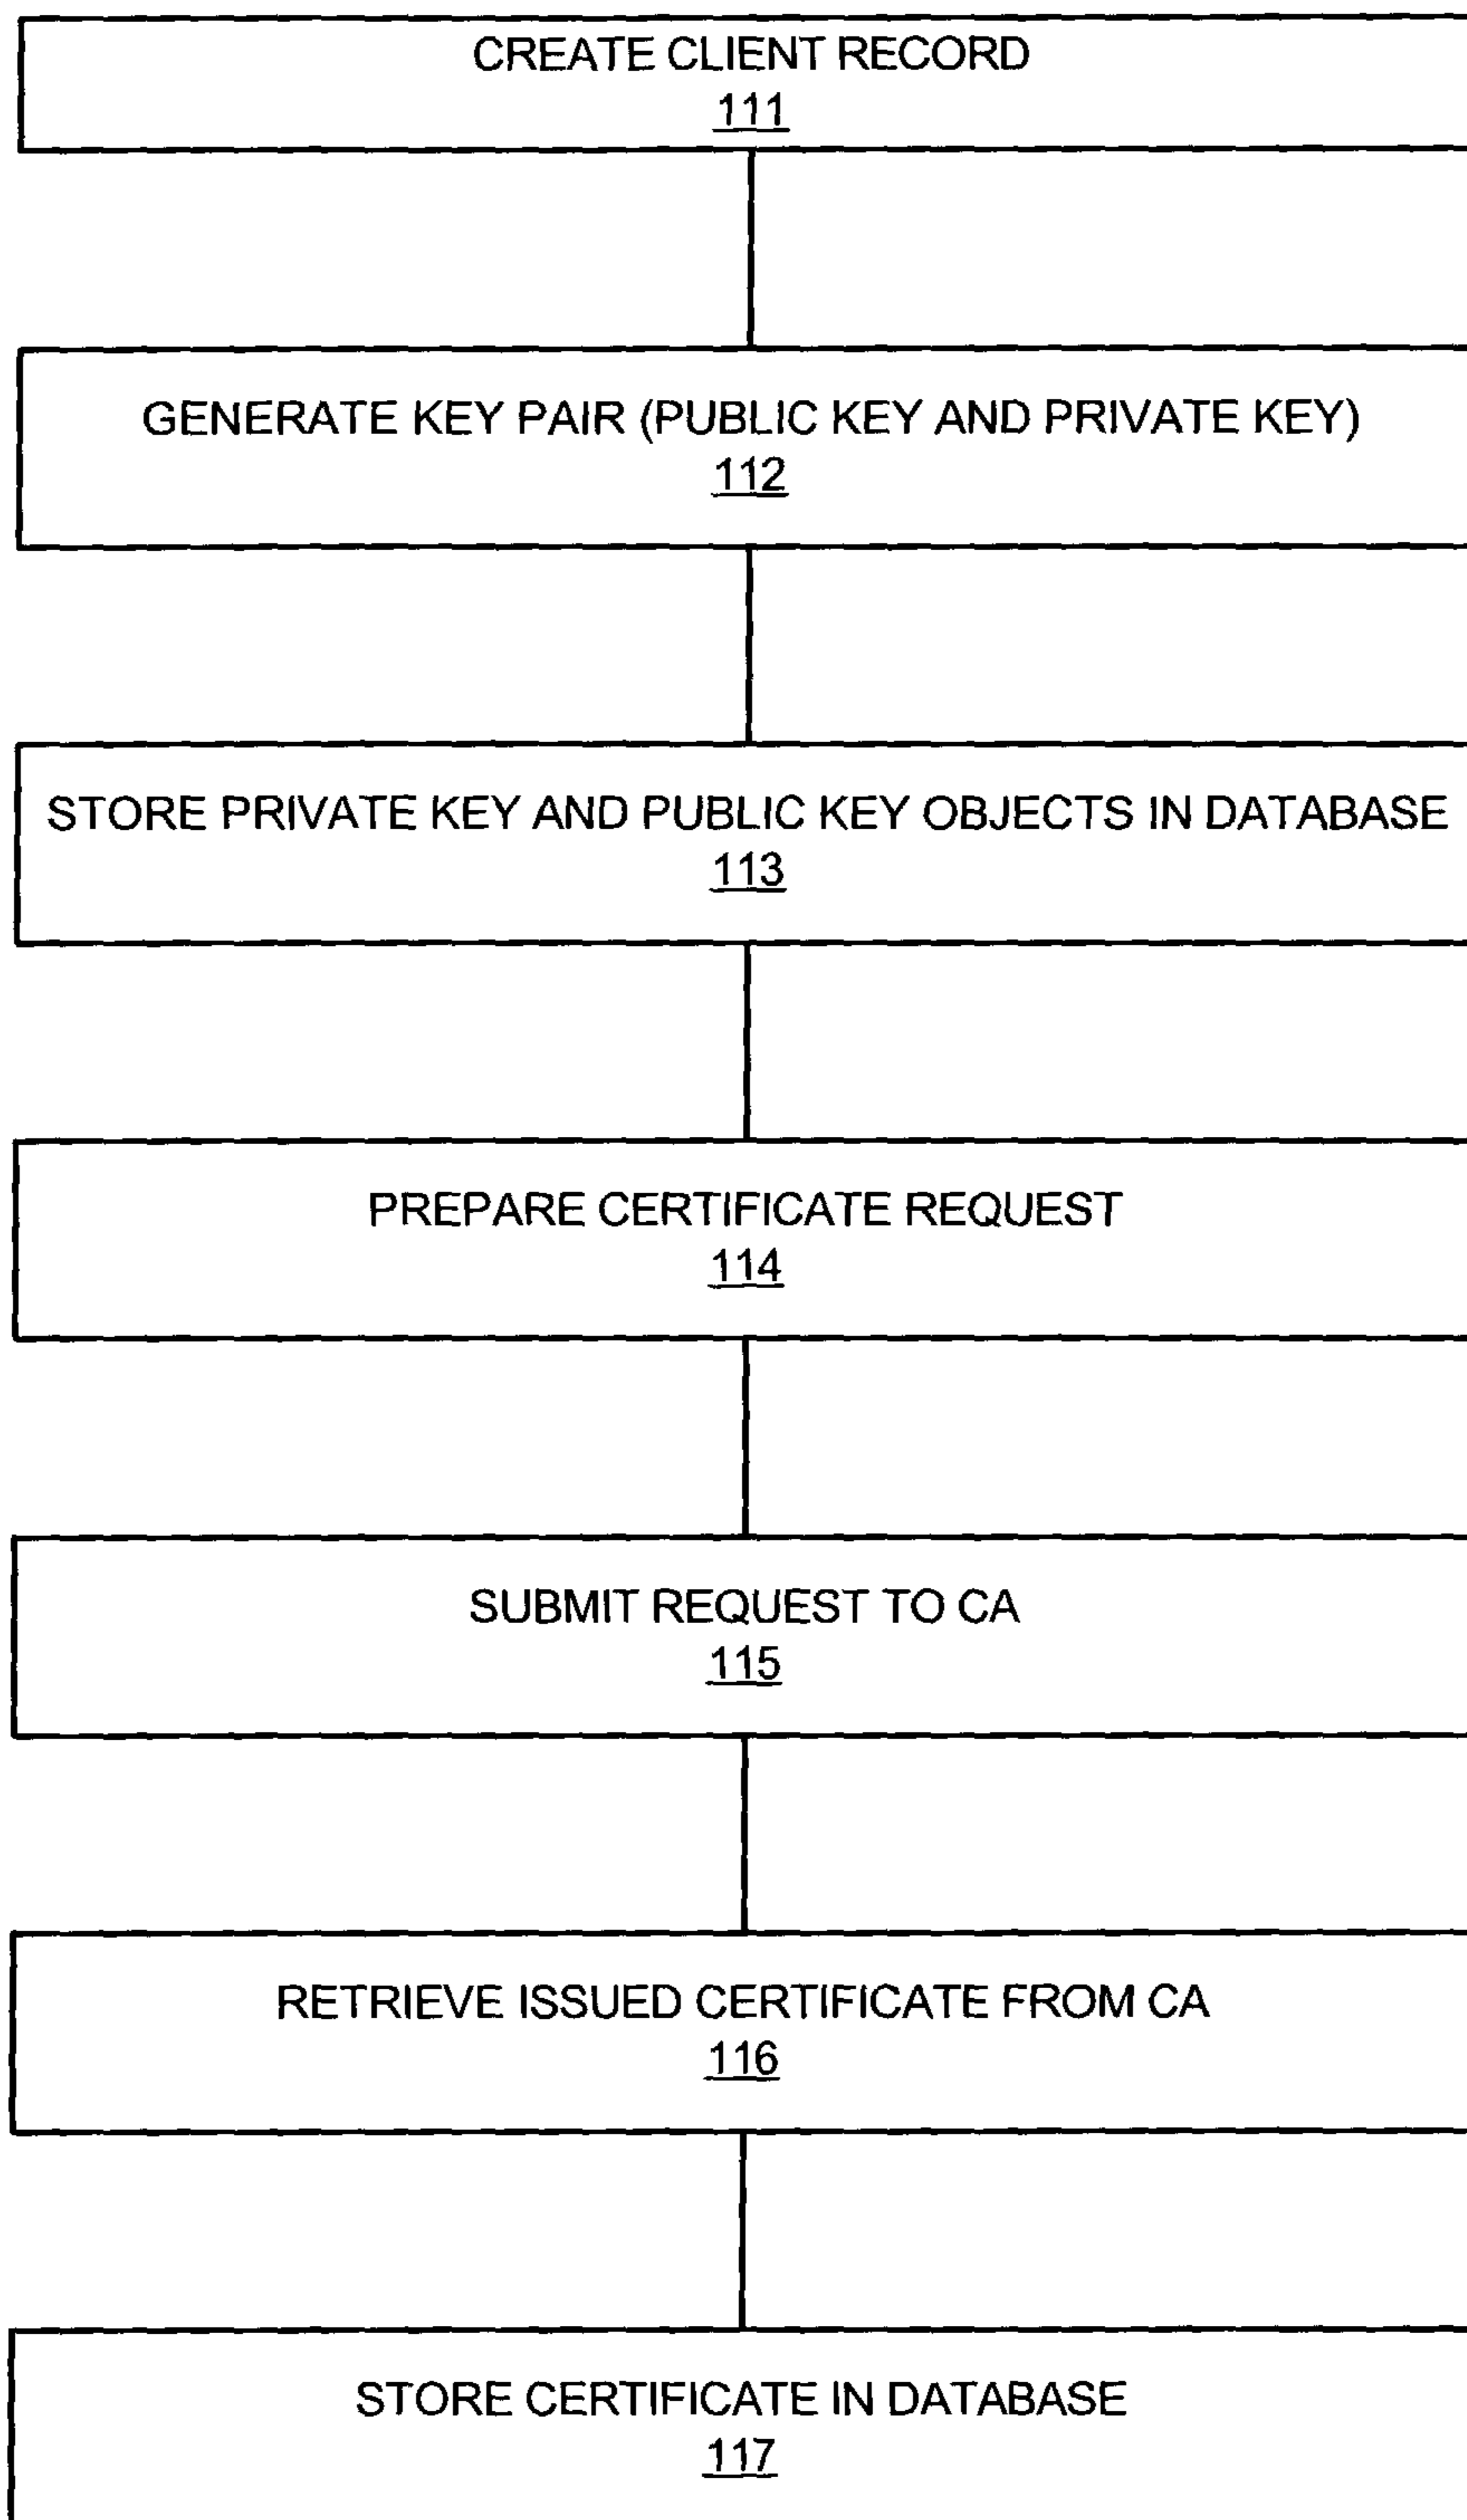 CREATE CLIENT RECORD
111
GENERATE KEY PAIR (PUBLIC KEY AND PRIVATE KEY)
112
STORE PRIVATE KEY AND PUBLIC KEY OBJECTS IN DATABASE
113
PREPARE CERTIFICATE REQUEST
114
SUBMIT REQUEST TO CA
115
RETRIEVE ISSUED CERTIFICATE FROM CA
116
STORE CERTIFICATE IN DATABASE
117